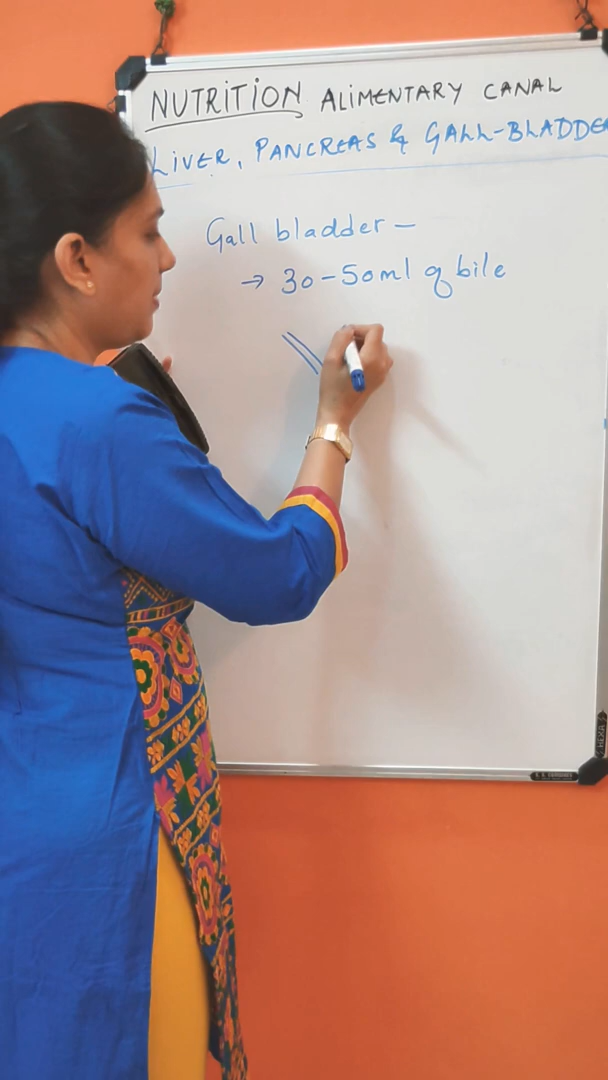 NUTRITION ALIMENTARY CANAL
LIVER, PANCREAS & GALL-BLADDER
Gall bladder –
→ 30-50ml of bile